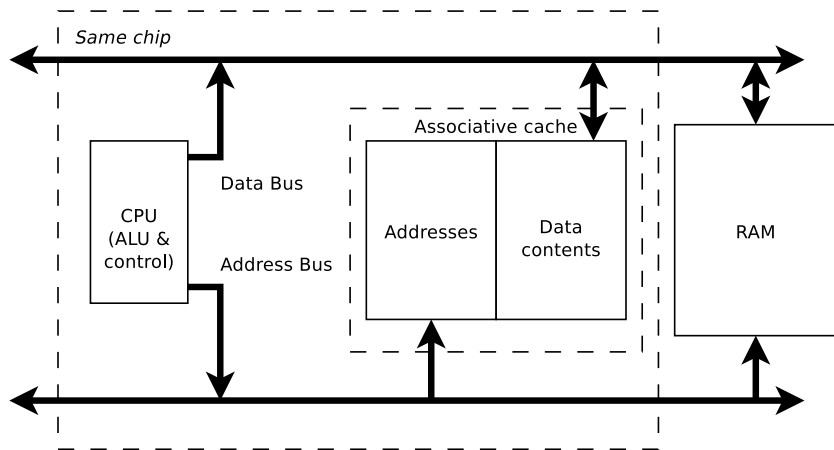 Same chip
Associative cache
Data Bus
CPU
(ALU &
control)
Addresses
Data
contents
RAM
Address Bus